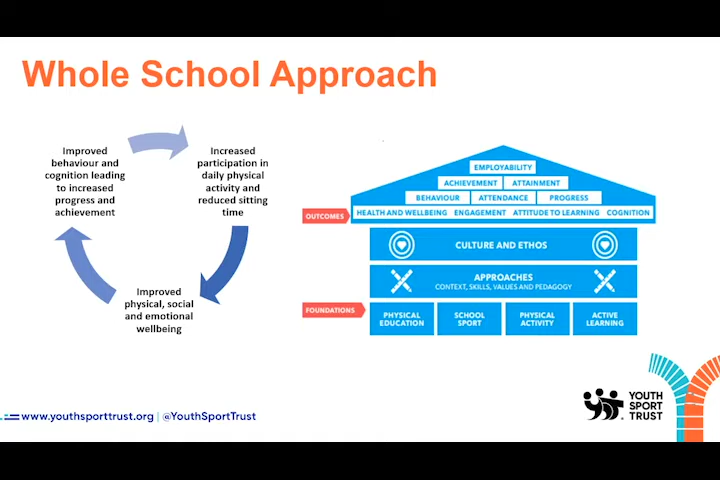 Whole School Approach
Improved
behaviour and
cognition leading
to increased
progress and
achievement
Increased
participation in
daily physical
activity and
reduced sitting
time
Improved
physical, social
and emotional
wellbeing
EMPLOYABILITY
ACHIEVEMENT ATTAINMENT
BEHAVIOUR ATTENDANCE PROGRESS
OUTCOMES
HEALTH AND WELLBEING ENGAGEMENT ATTITUDE TO LEARNING COGNITION
CULTURE AND ETHOS
APPROACHES
CONTEXT, SKILLS, VALUES AND PEDAGOGY
FOUNDATIONS
PHYSICAL
EDUCATION
SCHOOL
SPORT
PHYSICAL
ACTIVITY
ACTIVE
LEARNING
www.youthsporttrust.org | @YouthSportTrust
YOUTH
SPORT
TRUST